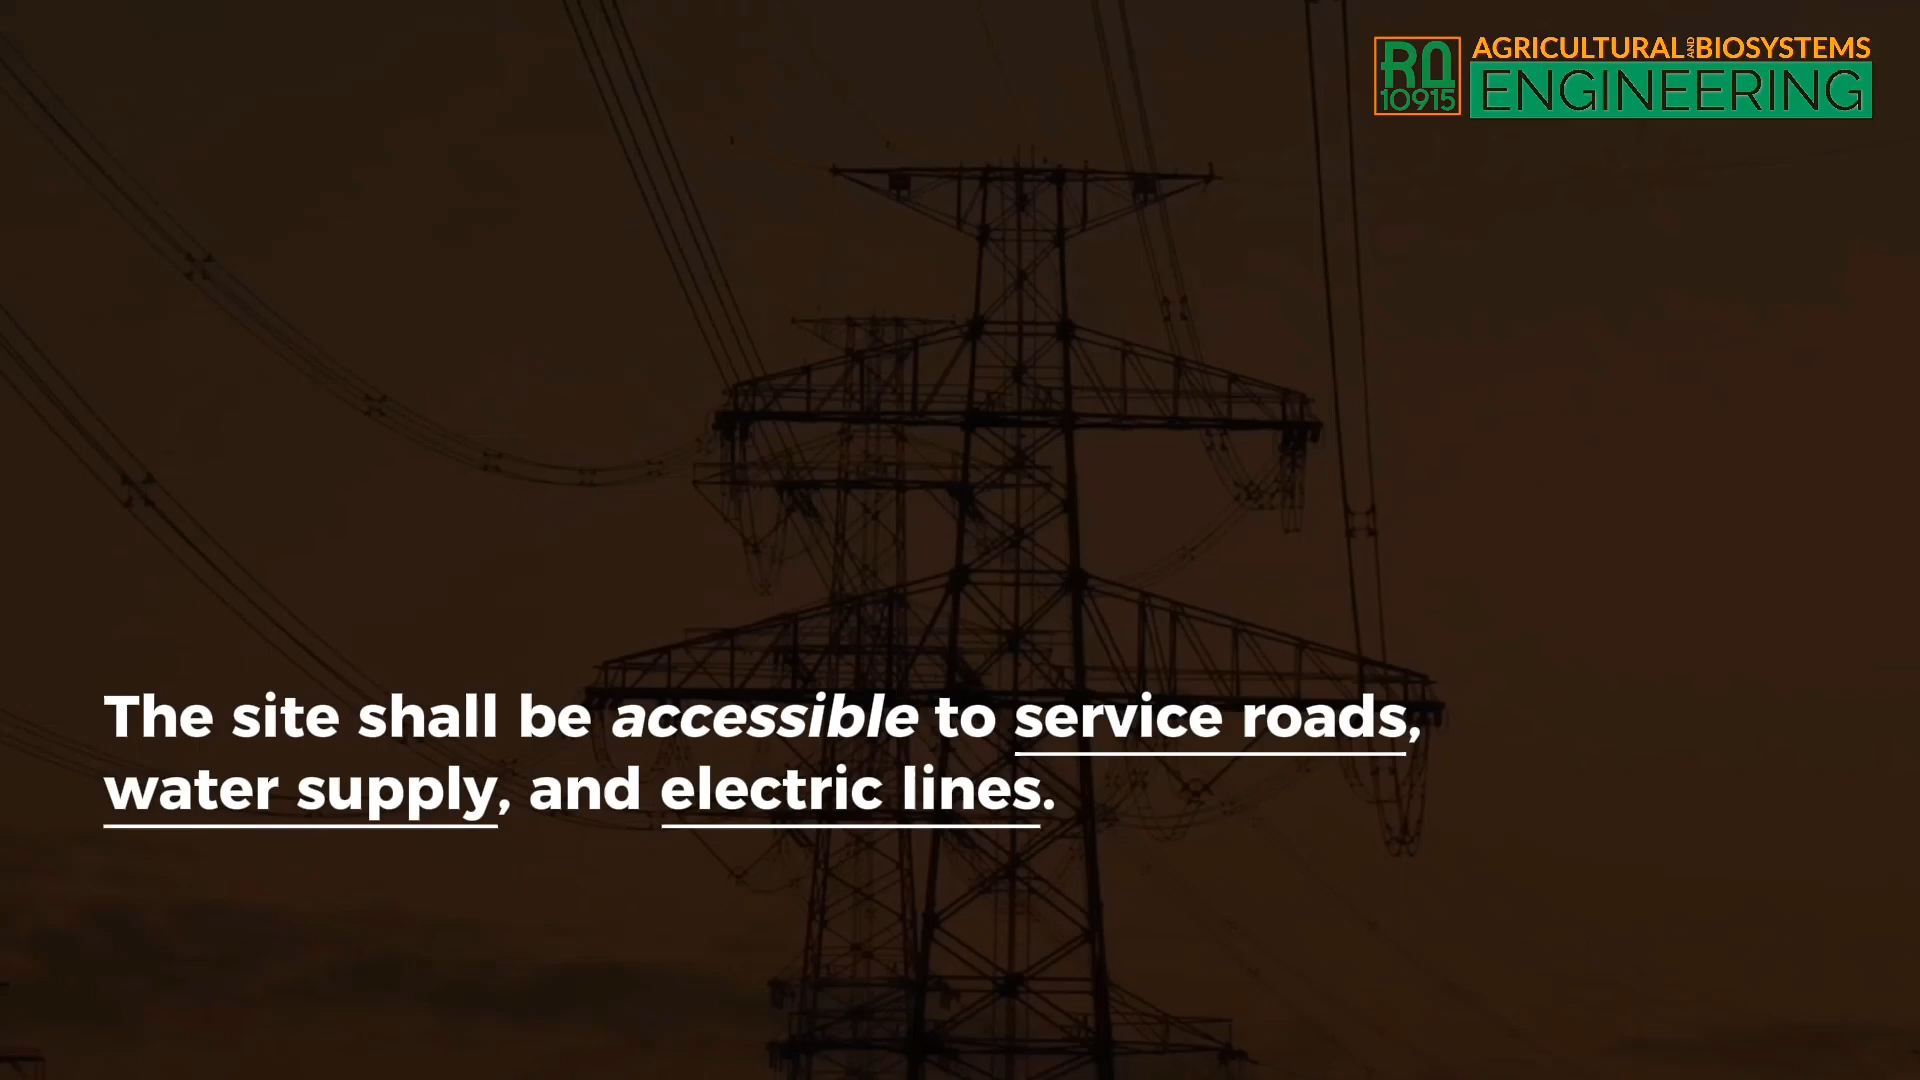 RA
10915
AGRICULTURAL AND BIOSYSTEMS
ENGINEERING
The site shall be accessible to service roads,
water supply, and electric lines.